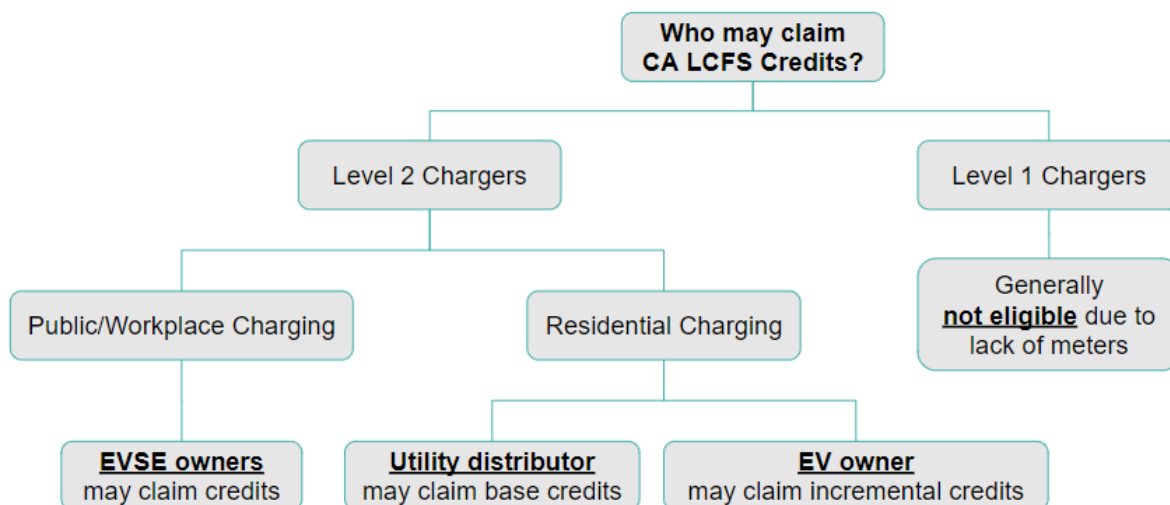 Who may claim
CA LCFS Credits?
Level 2 Chargers
Level 1 Chargers
Public/Workplace Charging
Residential Charging
Generally
not eligible due to
lack of meters
EVSE owners
may claim credits
Utility distributor
may claim base credits
EV owner
may claim incremental credits